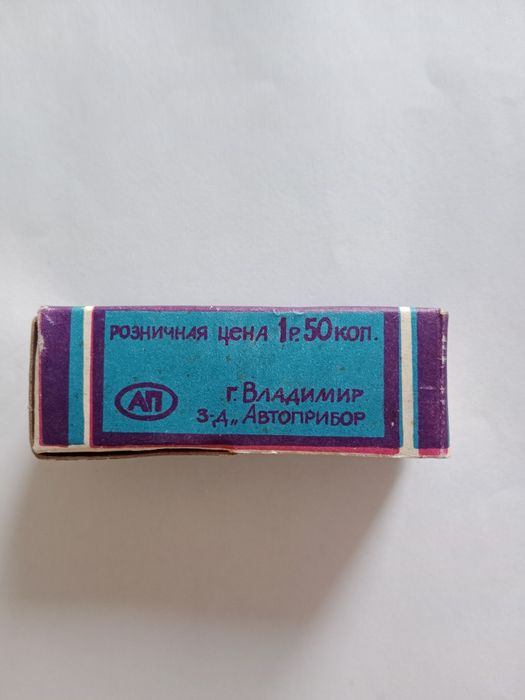 РОЗНИЧНАЯ ЦЕНА 1Р. 50 КОП.
АП
Г. ВЛАДИМИР
З-Д „АВТОПРИБОР